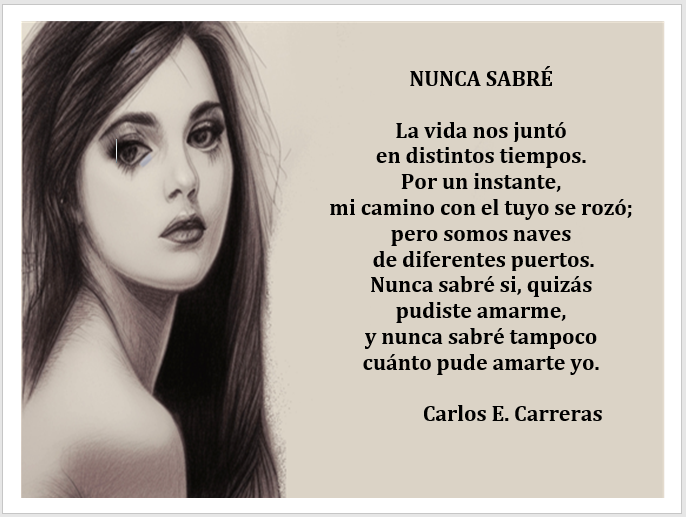 NUNCA SABRÉ
La vida nos juntó
en distintos tiempos.
Por un instante,
mi camino con el tuyo se rozó;
pero somos naves
de diferentes puertos.
Nunca sabré si, quizás
pudiste amarme,
y nunca sabré tampoco
cuánto pude amarte yo.
Carlos E. Carreras